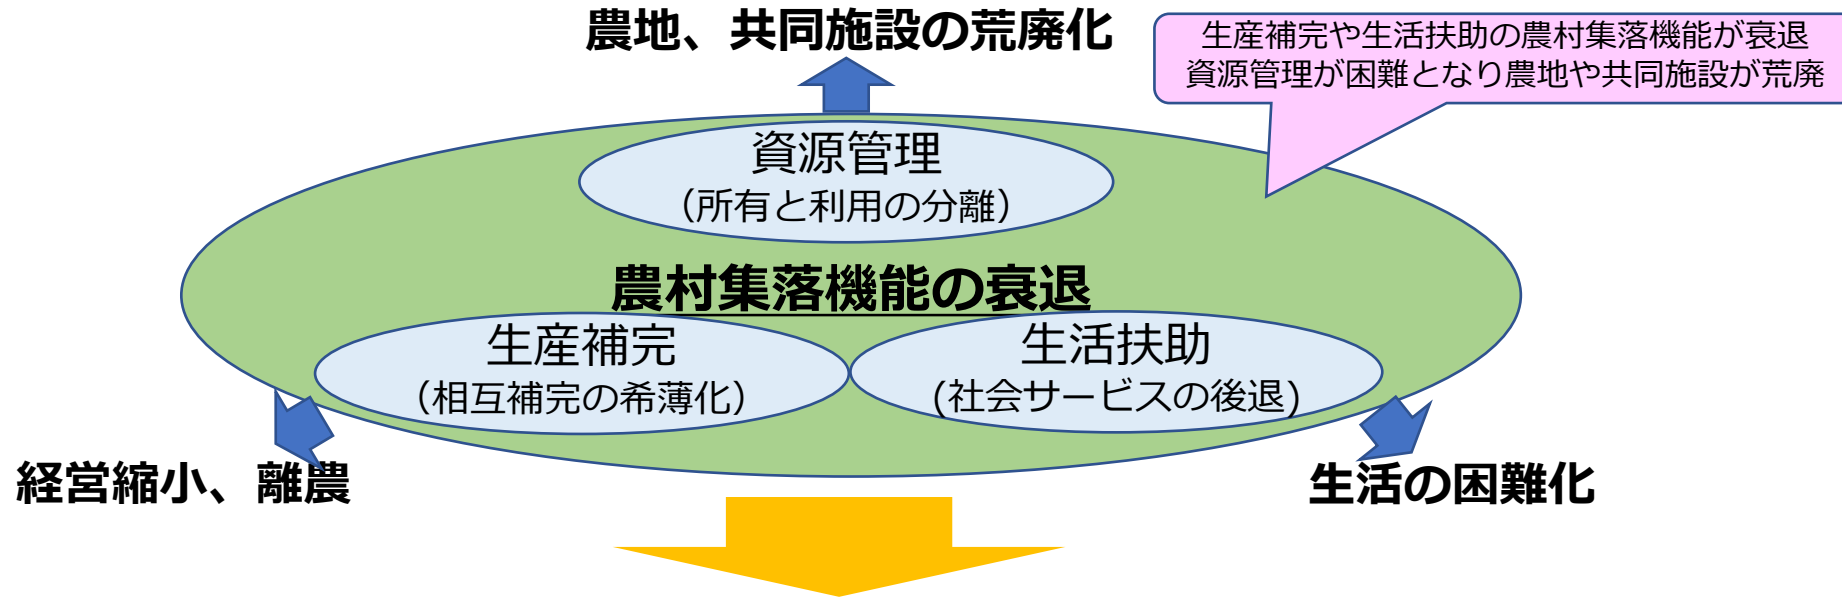 農地、共同施設の荒廃化
生産補完や生活扶助の農村集落機能が衰退
資源管理が困難となり農地や共同施設が荒廃
資源管理
（所有と利用の分離）
農村集落機能の衰退
生産補完
（相互補完の希薄化）
生活扶助
(社会サービスの後退)
経営縮小、離農
生活の困難化